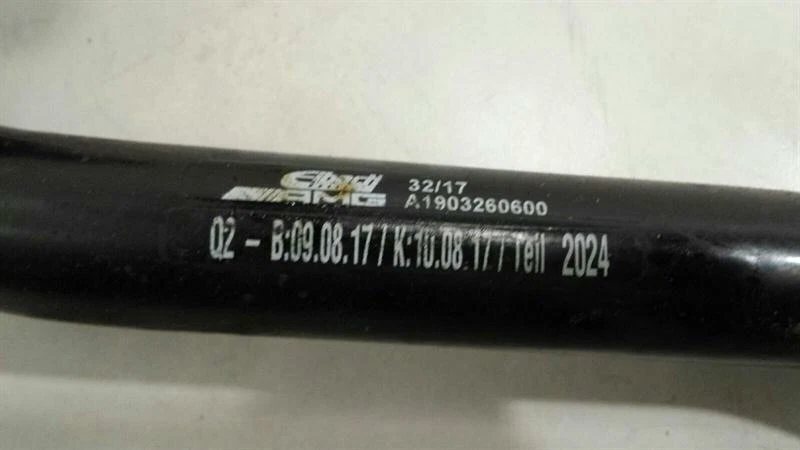 Eibach 32/17
AMG A1903260600
Q2 - B:09.08.17 / K:10.08.17 / Teil 2024